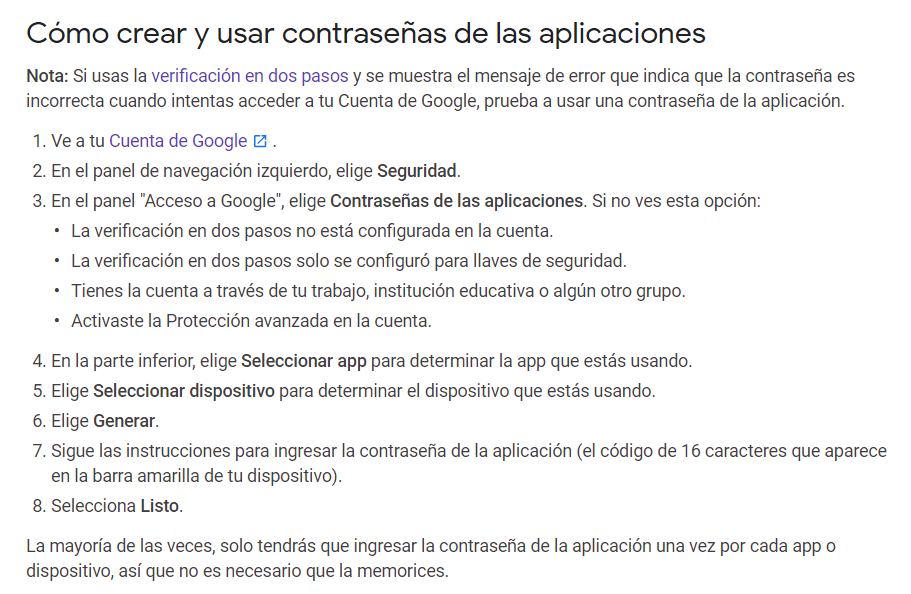 Cómo crear y usar contraseñas de las aplicaciones
Nota: Si usas la verificación en dos pasos y se muestra el mensaje de error que indica que la contraseña es
incorrecta cuando intentas acceder a tu Cuenta de Google, prueba a usar una contraseña de la aplicación.
1. Ve a tu Cuenta de Google .
2. En el panel de navegación izquierdo, elige Seguridad.
3. En el panel "Acceso a Google", elige Contraseñas de las aplicaciones. Si no ves esta opción:
• La verificación en dos pasos no está configurada en la cuenta.
• La verificación en dos pasos solo se configuró para llaves de seguridad.
• Tienes la cuenta a través de tu trabajo, institución educativa o algún otro grupo.
• Activaste la Protección avanzada en la cuenta.
4. En la parte inferior, elige Seleccionar app para determinar la app que estás usando.
5. Elige Seleccionar dispositivo para determinar el dispositivo que estás usando.
6. Elige Generar.
7. Sigue las instrucciones para ingresar la contraseña de la aplicación (el código de 16 caracteres que aparece
en la barra amarilla de tu dispositivo).
8. Selecciona Listo.
La mayoría de las veces, solo tendrás que ingresar la contraseña de la aplicación una vez por cada app o
dispositivo, así que no es necesario que la memorices.